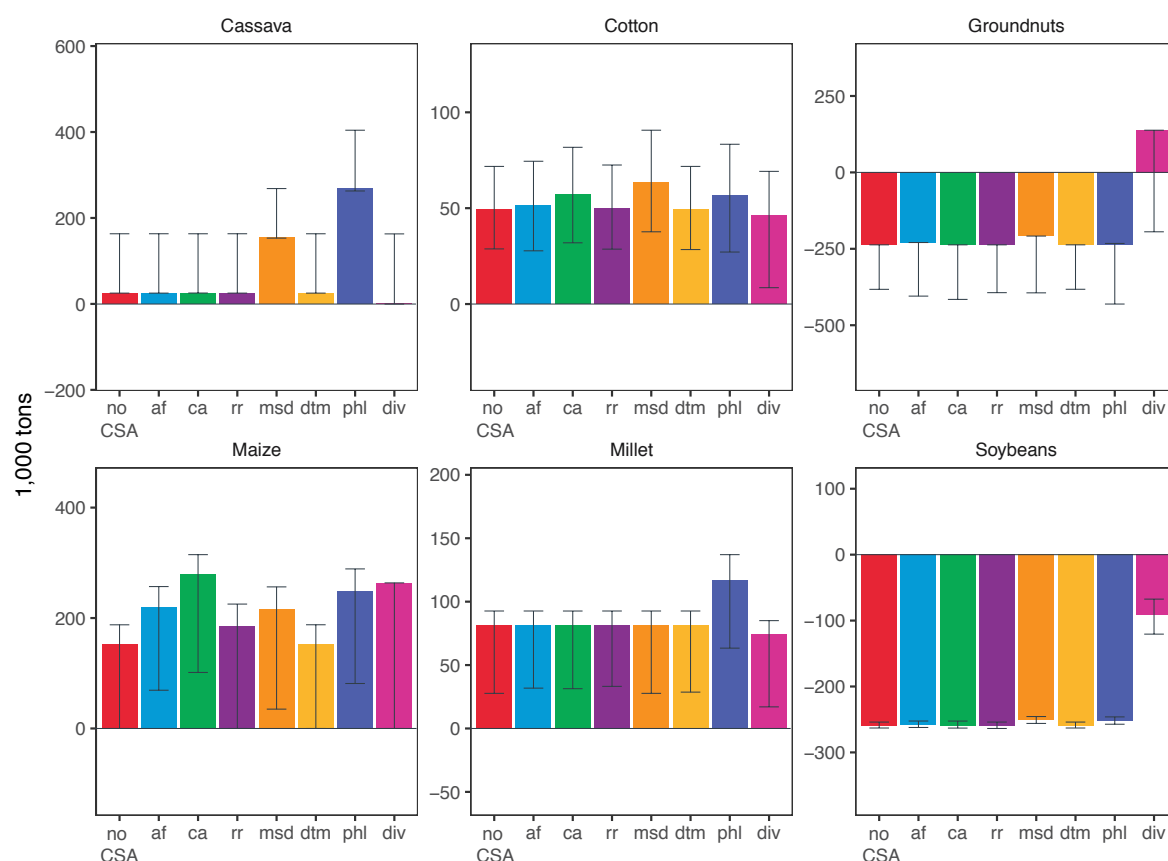 Cassava
Cotton
Groundnuts
600
400
200
0
−200
100
50
0
250
0
−250
−500
no CSA af ca rr msd dtm phl div
no CSA af ca rr msd dtm phl div
no CSA af ca rr msd dtm phl div
1,000 tons
Maize
Millet
Soybeans
400
200
0
200
150
100
50
0
−50
100
0
−100
−200
−300
no CSA af ca rr msd dtm phl div
no CSA af ca rr msd dtm phl div
no CSA af ca rr msd dtm phl div